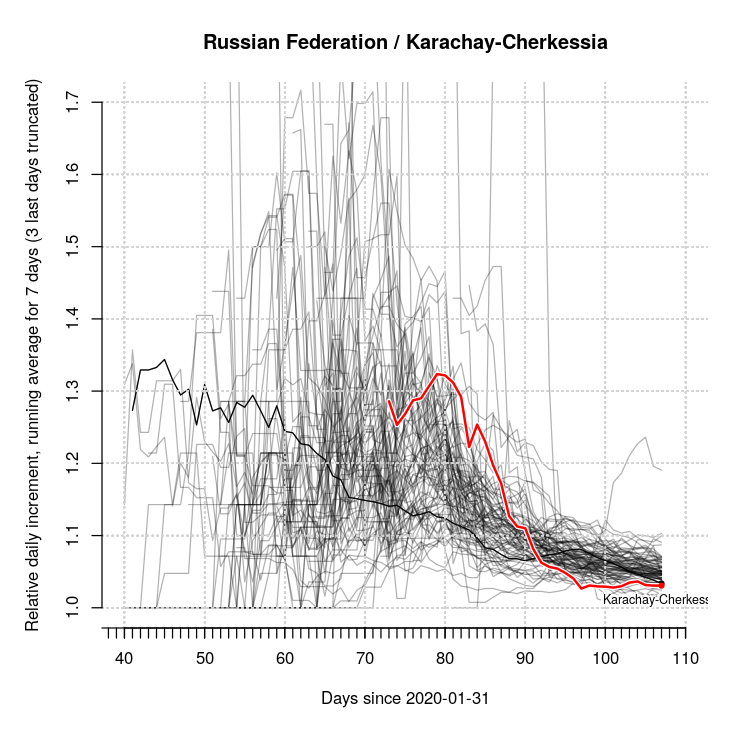 Russian Federation / Karachay-Cherkessia
Relative daily increment, running average for 7 days (3 last days truncated)
1.7
1.6
1.5
1.4
1.3
1.2
1.1
1.0
Karachay-Cherkess
40 50 60 70 80 90 100 110
Days since 2020-01-31